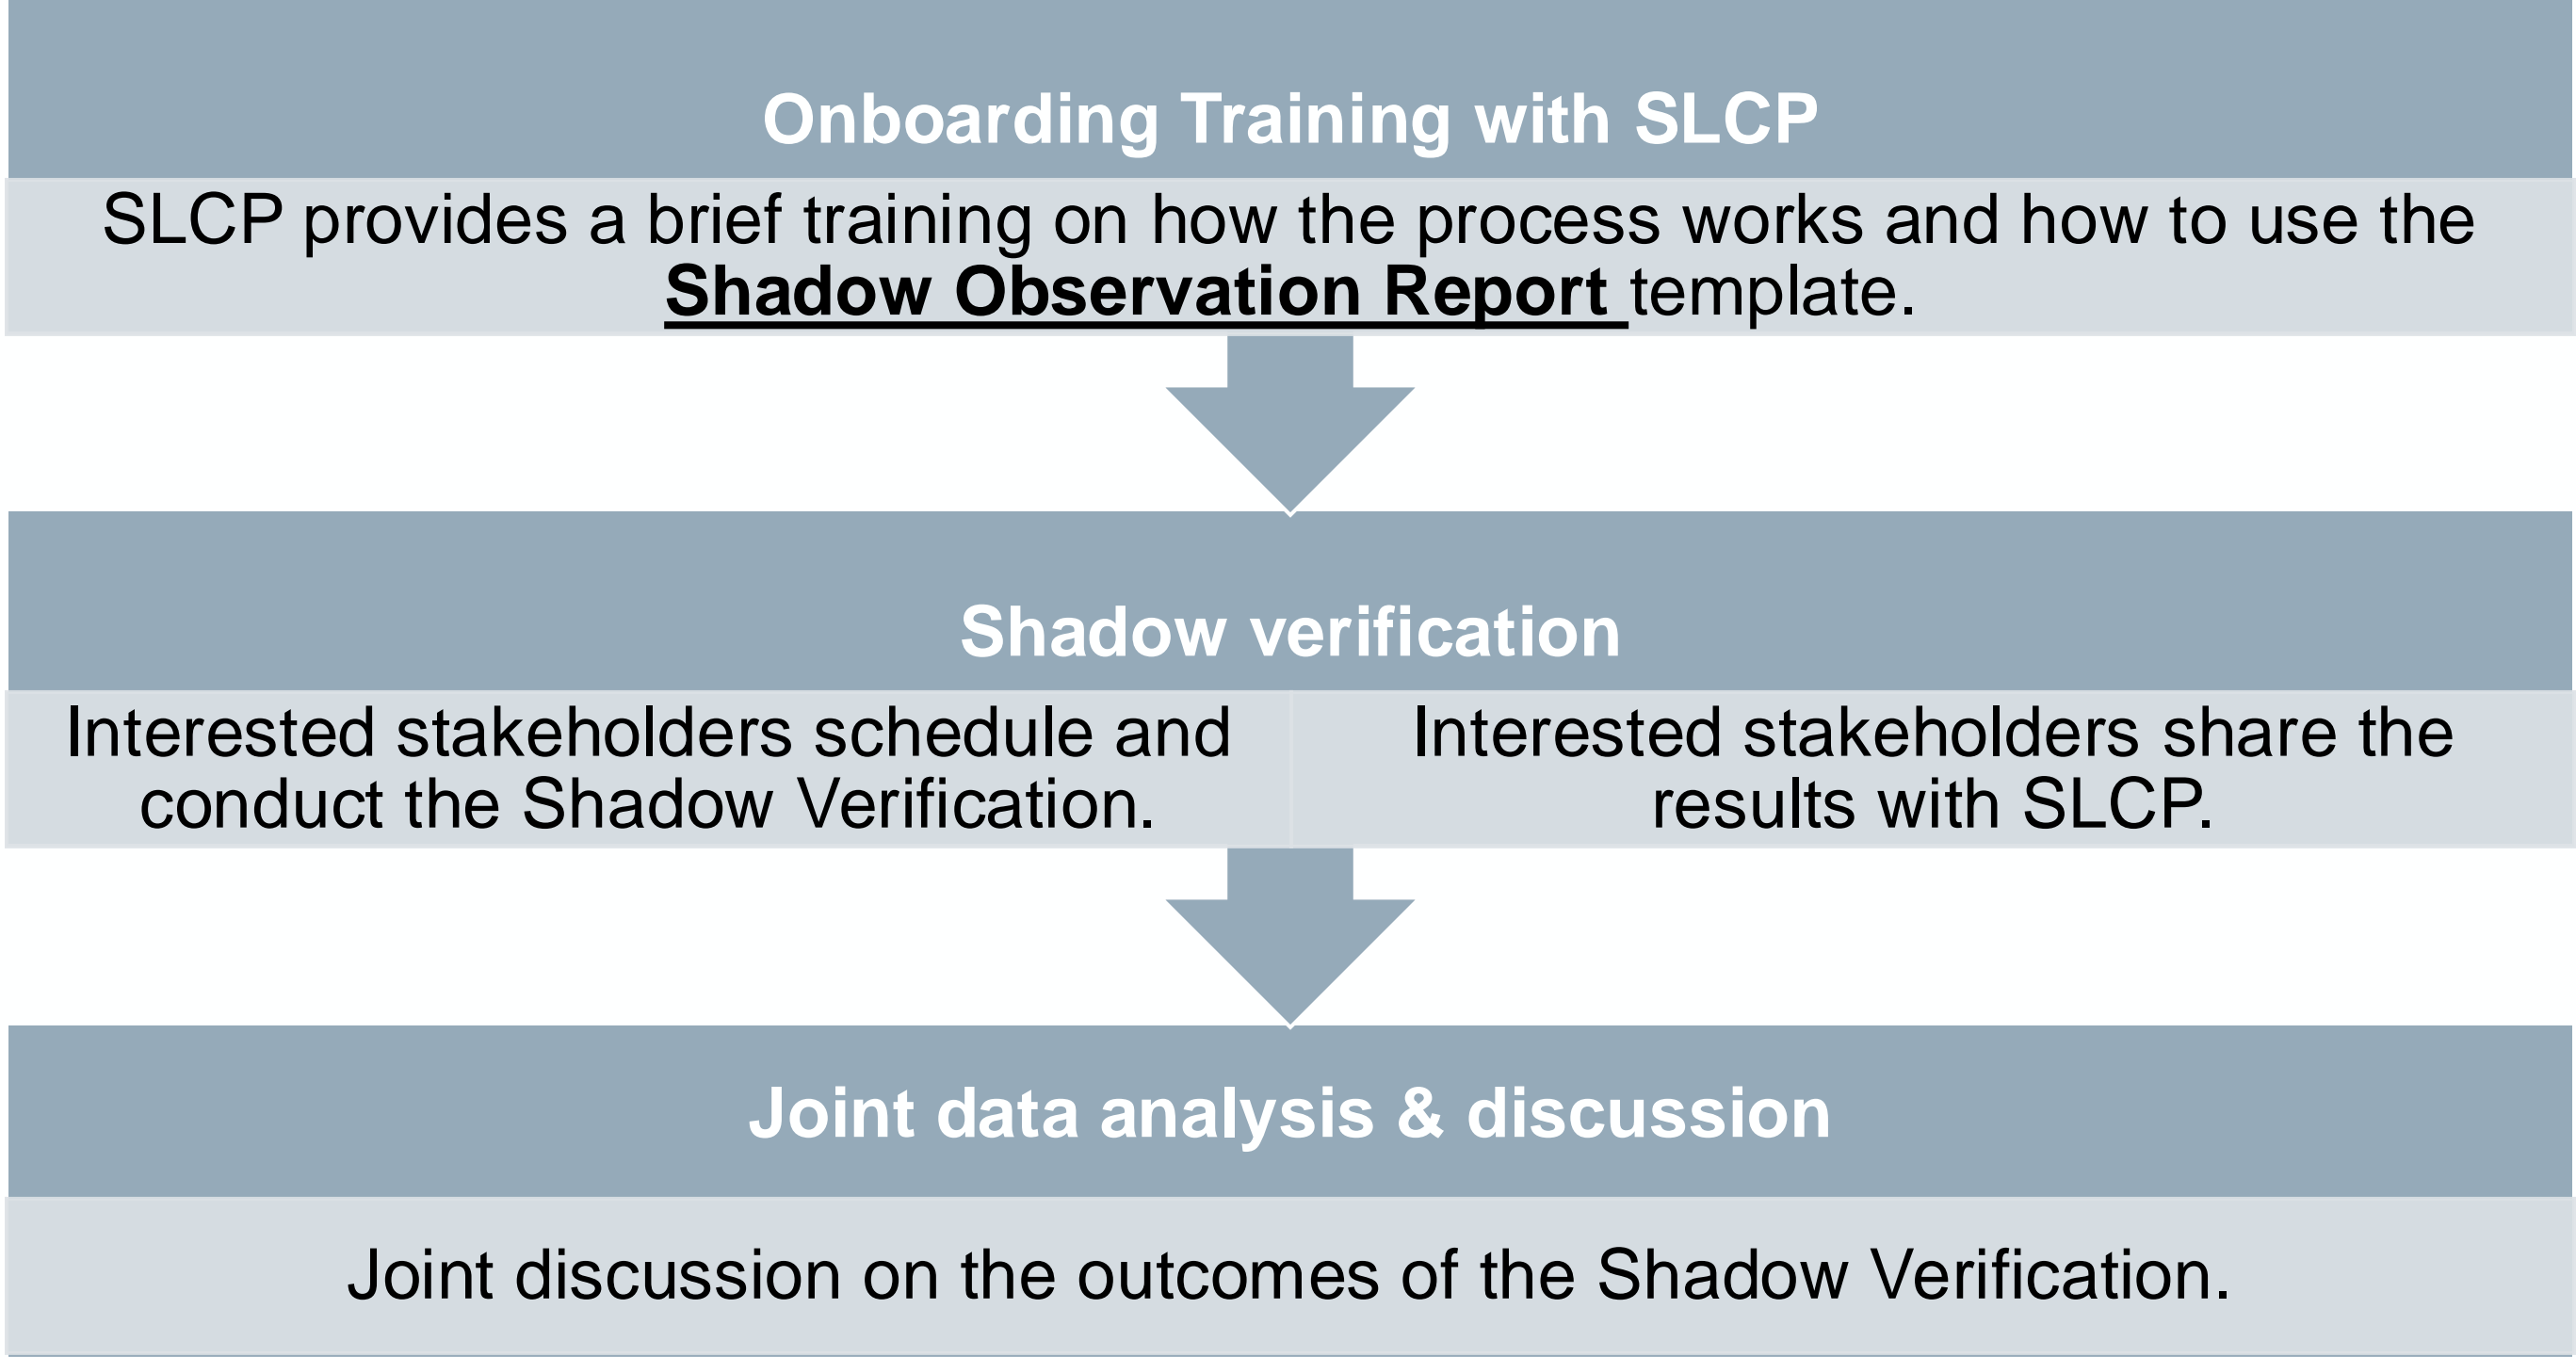 Onboarding Training with SLCP
SLCP provides a brief training on how the process works and how to use the
Shadow Observation Report template.
Shadow verification
Interested stakeholders schedule and
conduct the Shadow Verification.
Interested stakeholders share the
results with SLCP.
Joint data analysis & discussion
Joint discussion on the outcomes of the Shadow Verification.